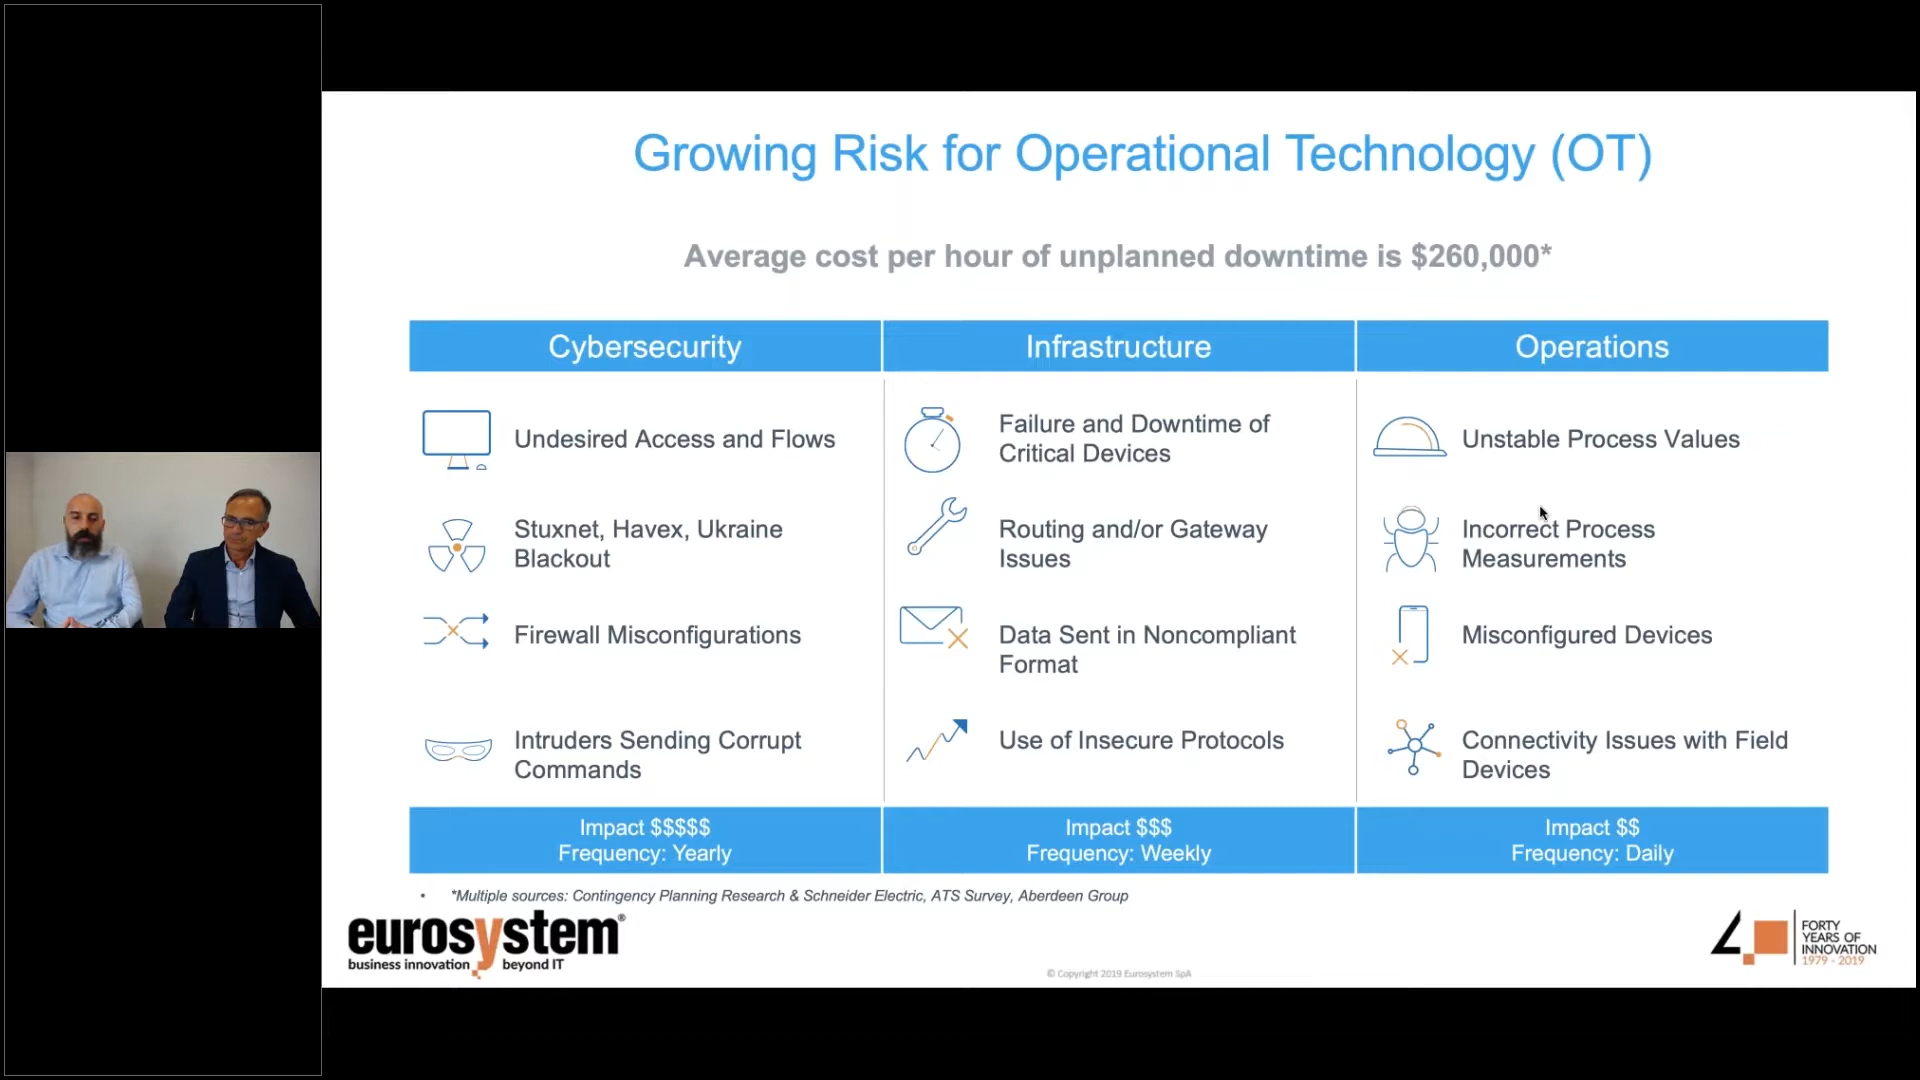 Growing Risk for Operational Technology (OT)
Average cost per hour of unplanned downtime is $260,000*
Cybersecurity
Undesired Access and Flows
Stuxnet, Havex, Ukraine
Blackout
Firewall Misconfigurations
Intruders Sending Corrupt
Commands
Impact $$$$$
Frequency: Yearly
Infrastructure
Failure and Downtime of
Critical Devices
Routing and/or Gateway
Issues
Data Sent in Noncompliant
Format
Use of Insecure Protocols
Impact $$$
Frequency: Weekly
Operations
Unstable Process Values
Incorrect Process
Measurements
Misconfigured Devices
Connectivity Issues with Field
Devices
Impact $$
Frequency: Daily
• *Multiple sources: Contingency Planning Research & Schneider Electric, ATS Survey, Aberdeen Group
eurosystem®
business innovation beyond IT
© Copyright 2019 Eurosystem SpA
40
FORTY
YEARS OF
INNOVATION
1979 - 2019